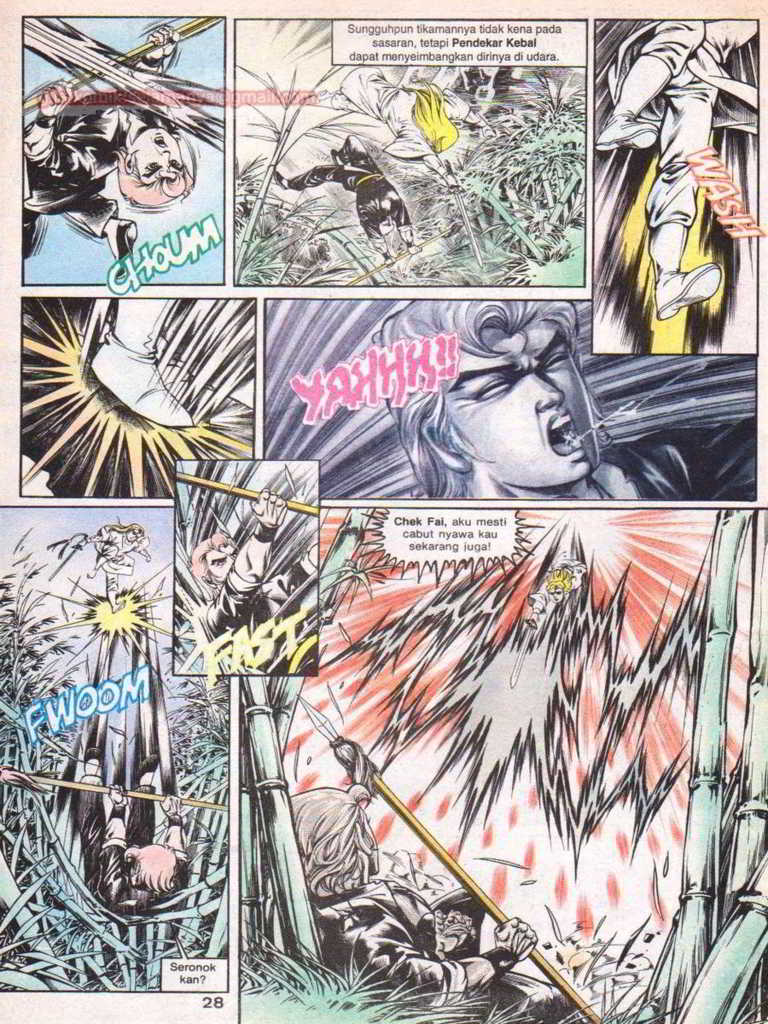 CHOUM
Sungguhpun tikamannya tidak kena pada
sasaran, tetapi Pendekar Kebal
dapat menyeimbangkan dirinya di udara.
WASH
YAHHH!!
FWOOM
FAST
Chek Fai, aku mesti
cabut nyawa kau
sekarang juga!
Seronok
kan?
28